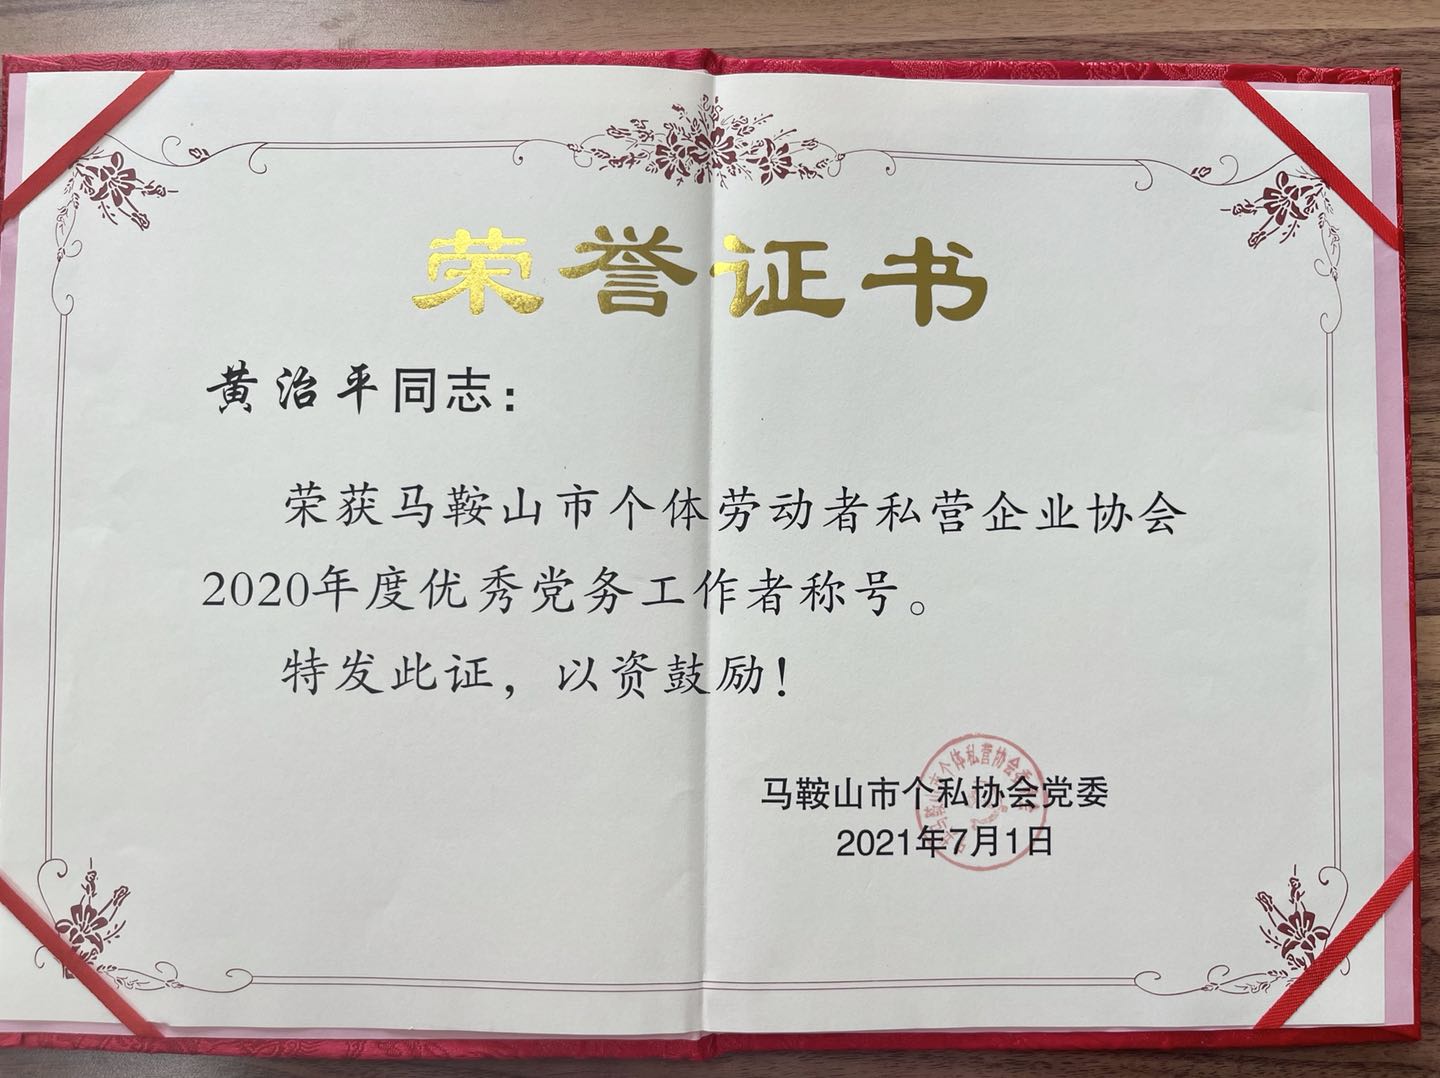 荣誉证书
黄治平同志：
荣获马鞍山市个体劳动者私营企业协会
2020年度优秀党务工作者称号。
特发此证，以资鼓励！
马鞍山市个私协会党委
2021年7月1日